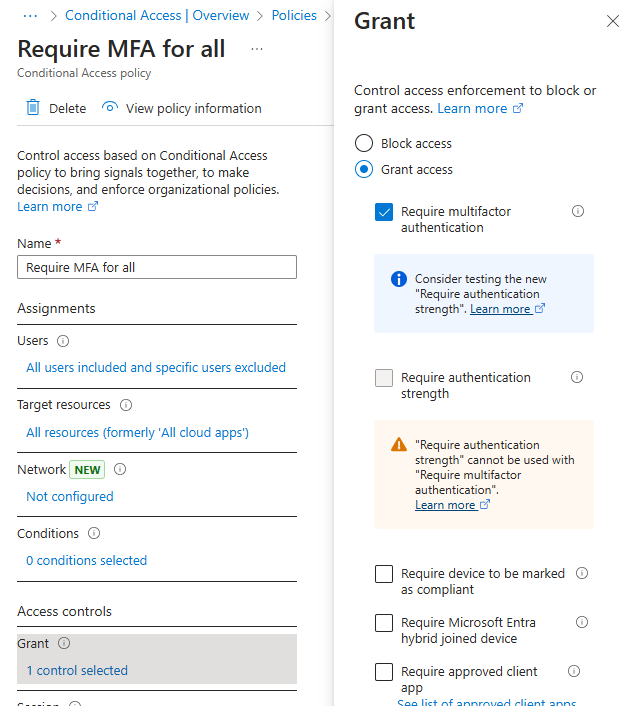 ··· > Conditional Access | Overview > Policies >
Require MFA for all ···
Conditional Access policy
Delete View policy information
Control access based on Conditional Access
policy to bring signals together, to make
decisions, and enforce organizational policies.
Learn more
Name *
Require MFA for all
Assignments
Users
All users included and specific users excluded
Target resources
All resources (formerly 'All cloud apps')
Network NEW
Not configured
Conditions
0 conditions selected
Access controls
Grant
1 control selected
Session
Grant
Control access enforcement to block or
grant access. Learn more
Block access
Grant access
Require multifactor
authentication
Consider testing the new
"Require authentication
strength". Learn more
Require authentication
strength
"Require authentication
strength" cannot be used with
"Require multifactor
authentication".
Learn more
Require device to be marked
as compliant
Require Microsoft Entra
hybrid joined device
Require approved client
app
See list of approved client apps